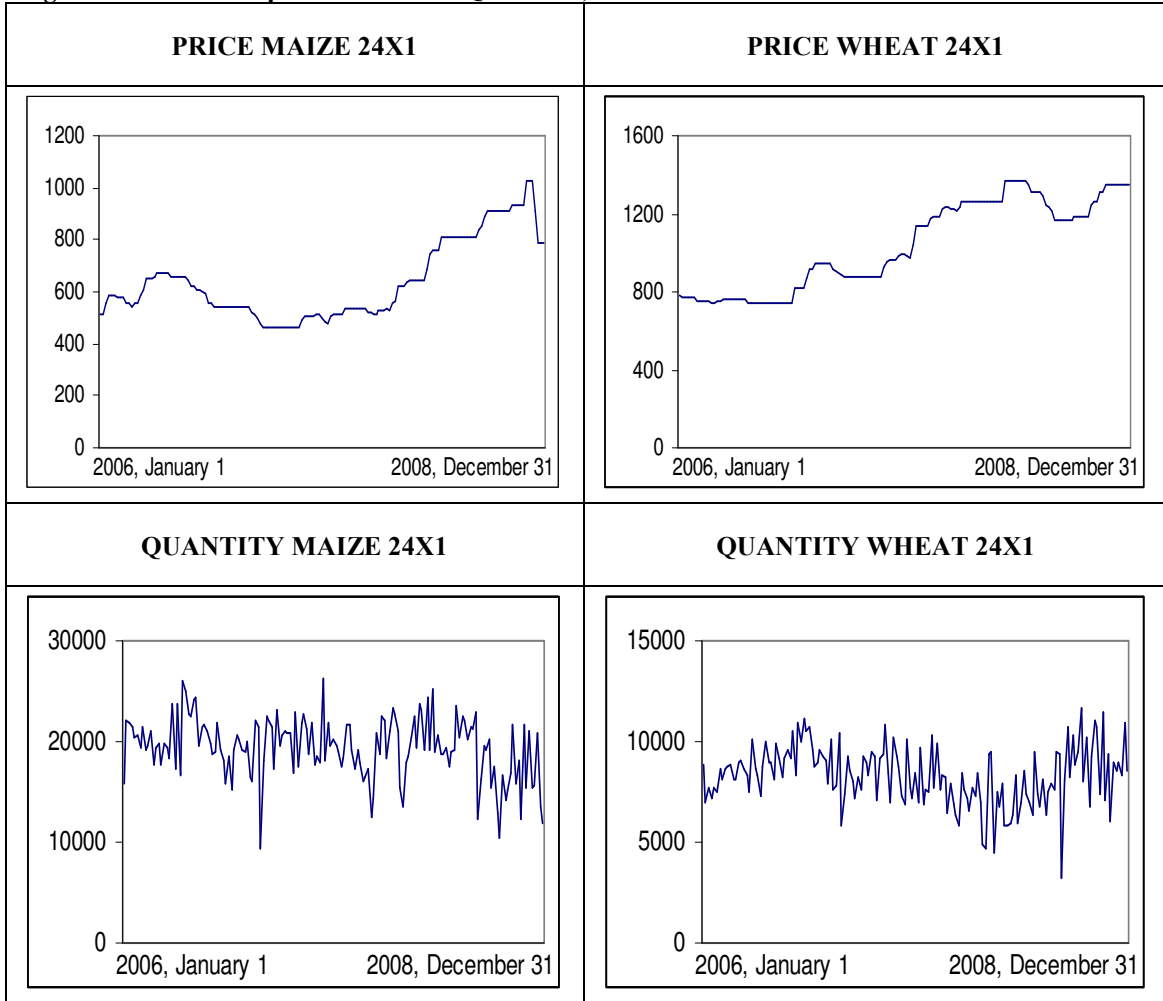 PRICE MAIZE 24X1
PRICE WHEAT 24X1
1200
1000
800
600
400
200
0
2006, January 1 2008, December 31
1600
1200
800
400
0
2006, January 1 2008, December 31
QUANTITY MAIZE 24X1
QUANTITY WHEAT 24X1
30000
20000
10000
0
2006, January 1 2008, December 31
15000
10000
5000
0
2006, January 1 2008, December 31